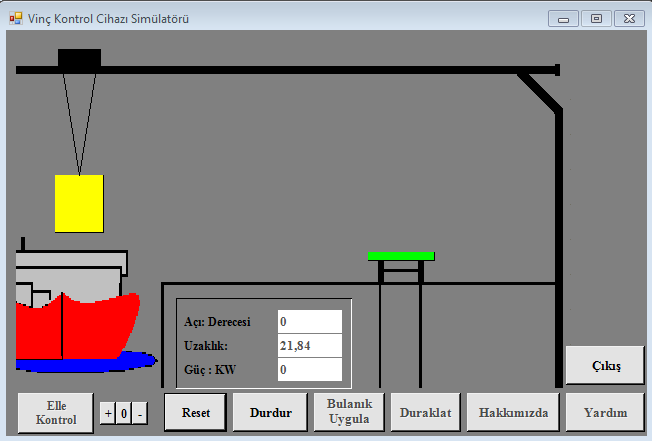 Vinç Kontrol Cihazı Simülatörü
Açı: Derecesi 0
Uzaklık: 21,84
Güç : KW 0
Çıkış
Elle
Kontrol
+ 0 -
Reset
Durdur
Bulanık
Uygula
Duraklat
Hakkımızda
Yardım